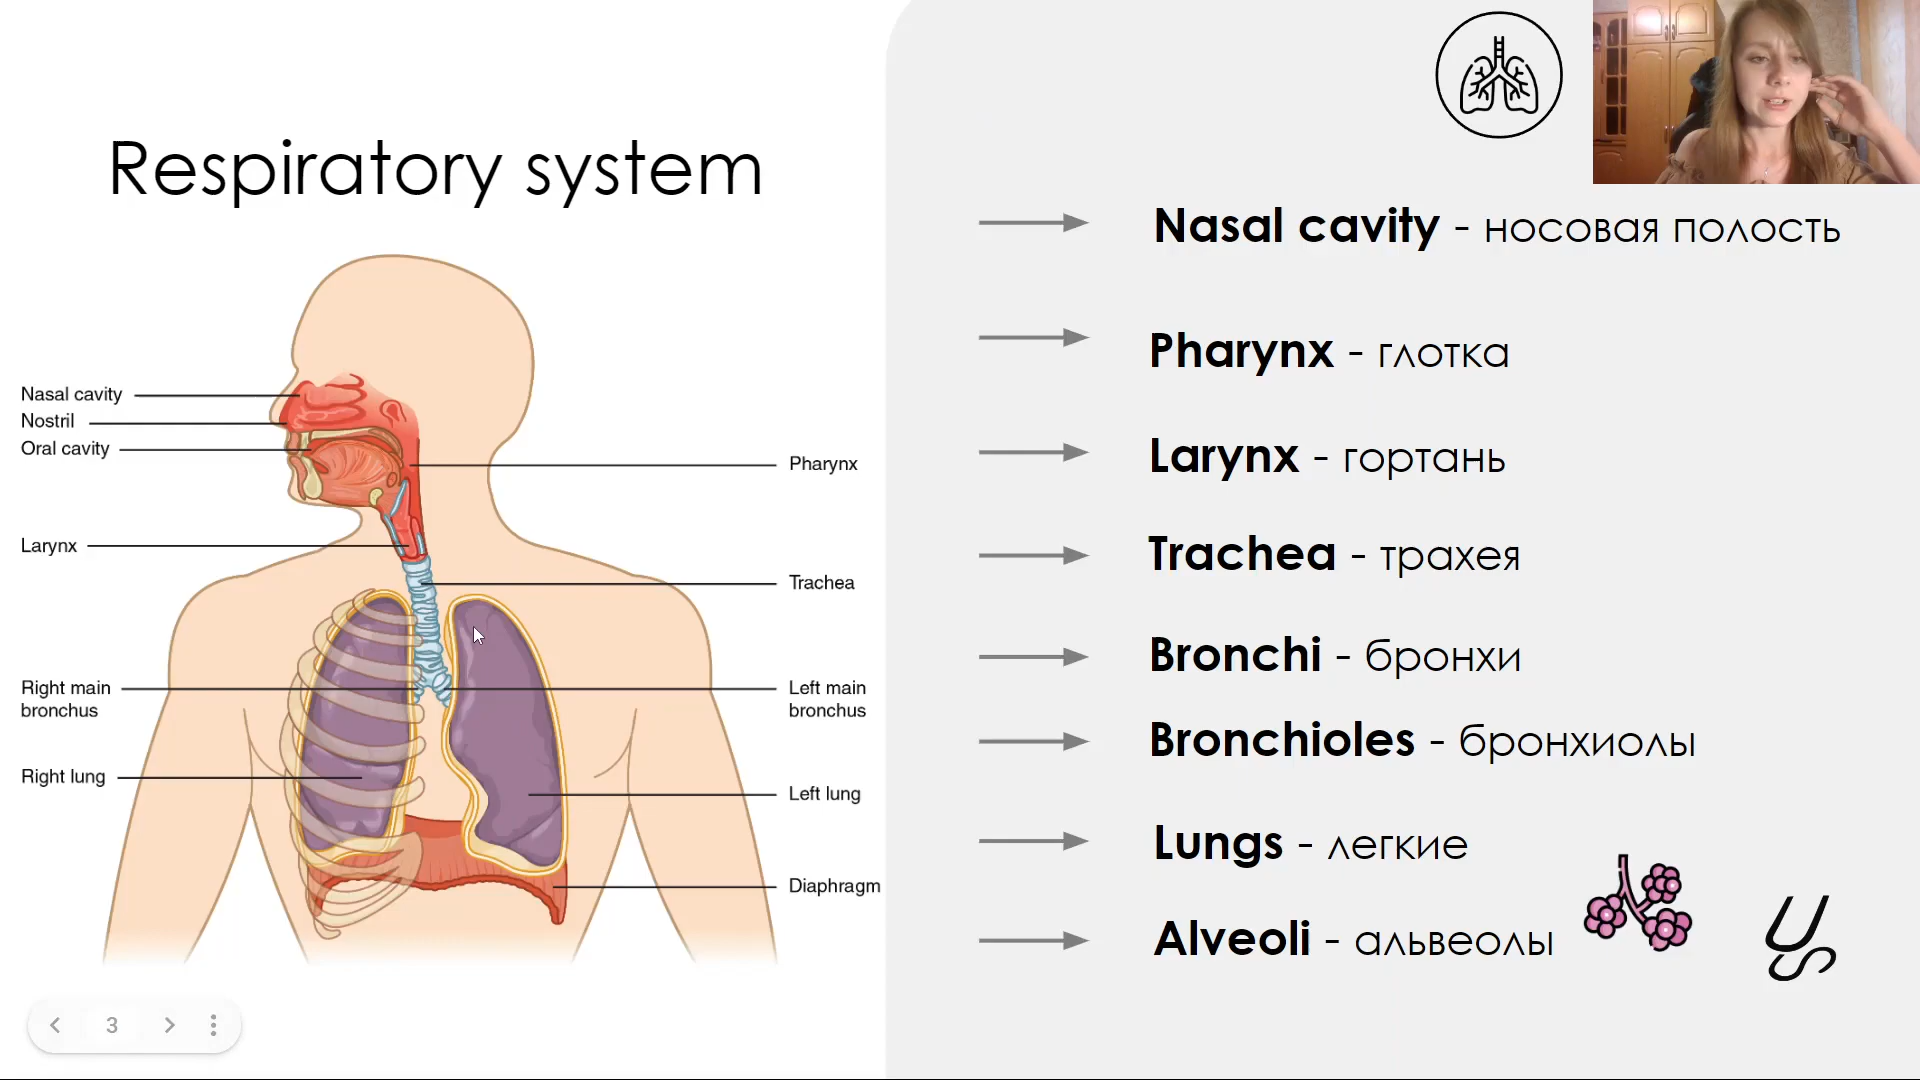 Respiratory system
Nasal cavity
Nostril
Oral cavity
Larynx
Right main
bronchus
Right lung
Pharynx
Trachea
Left main
bronchus
Left lung
Diaphragm
Nasal cavity - носовая полость
Pharynx - глотка
Larynx - гортань
Trachea - трахея
Bronchi - бронхи
Bronchioles - бронхиолы
Lungs - легкие
Alveoli - альвеолы
3